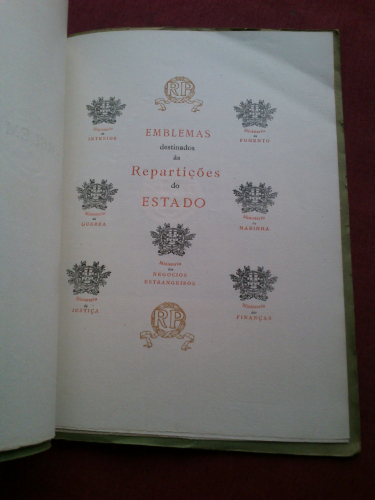 RP
EMBLEMAS
destinados
ás
Repartições
do
ESTADO
Ministerio
do
INTERIOR
Ministerio
do
FOMENTO
Ministerio
da
GUERRA
Ministerio
da
MARINHA
Ministerio
dos
NEGOCIOS
ESTRANGEIROS
Ministerio
da
JUSTIÇA
Ministerio
das
FINANÇAS
RP